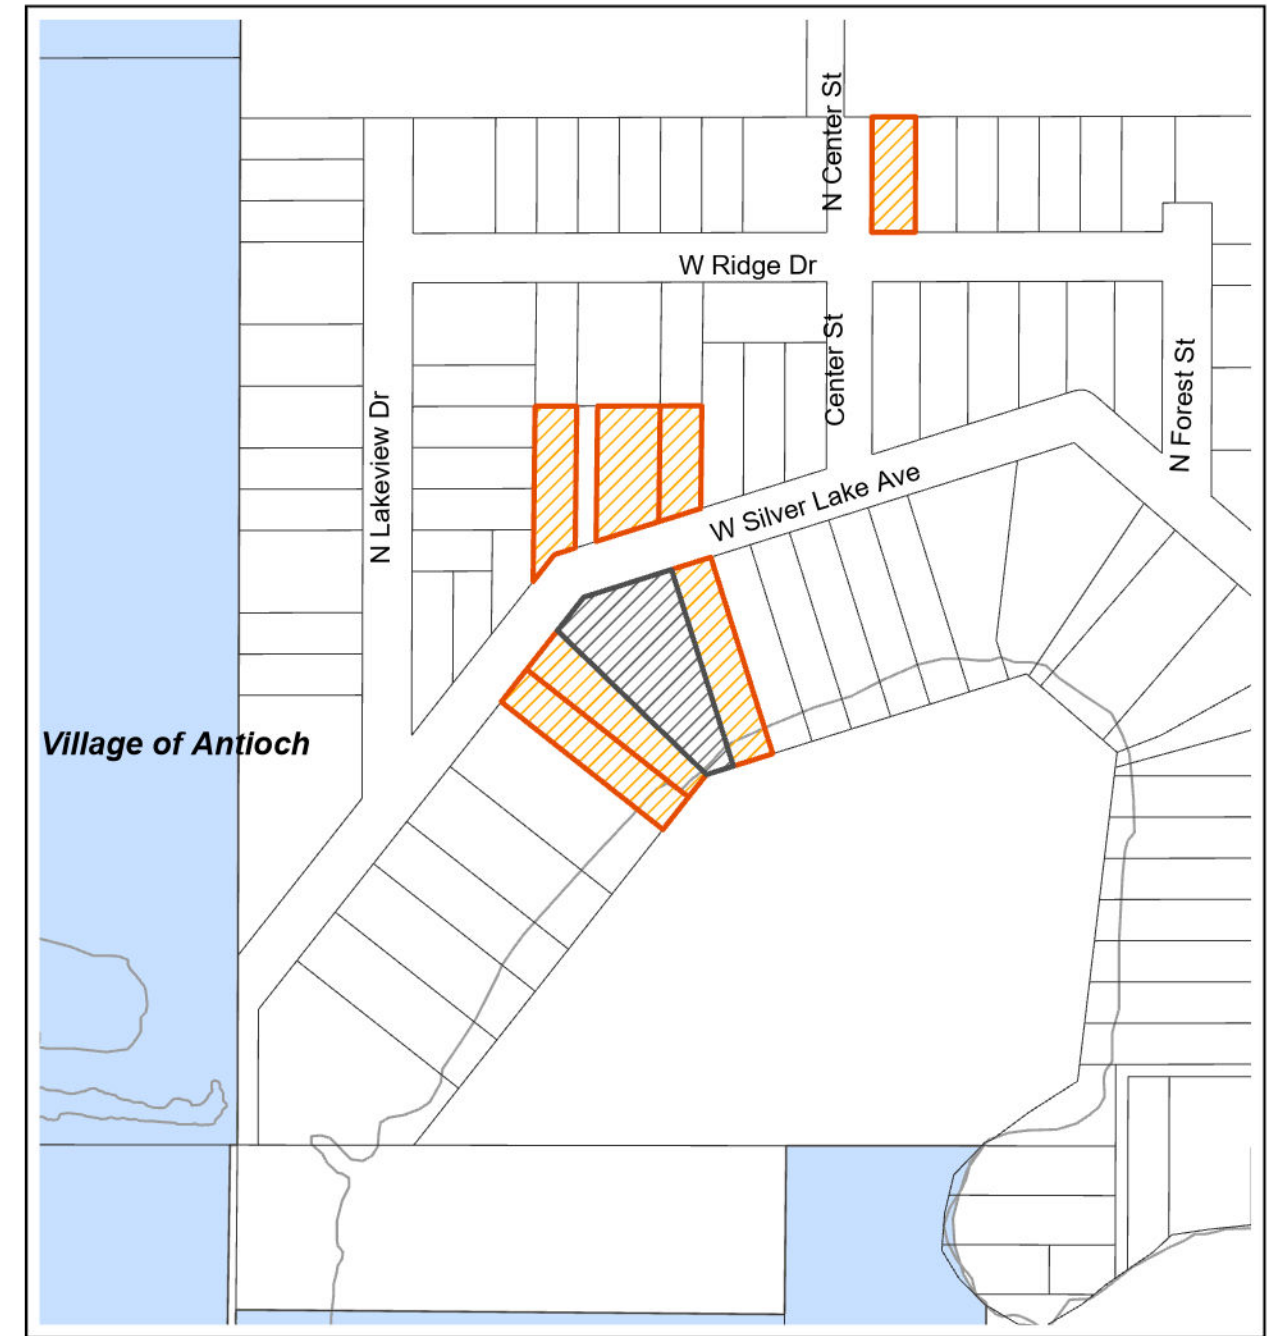 N Center St
W Ridge Dr
Center St
N Forest St
N Lakeview Dr
W Silver Lake Ave
Village of Antioch